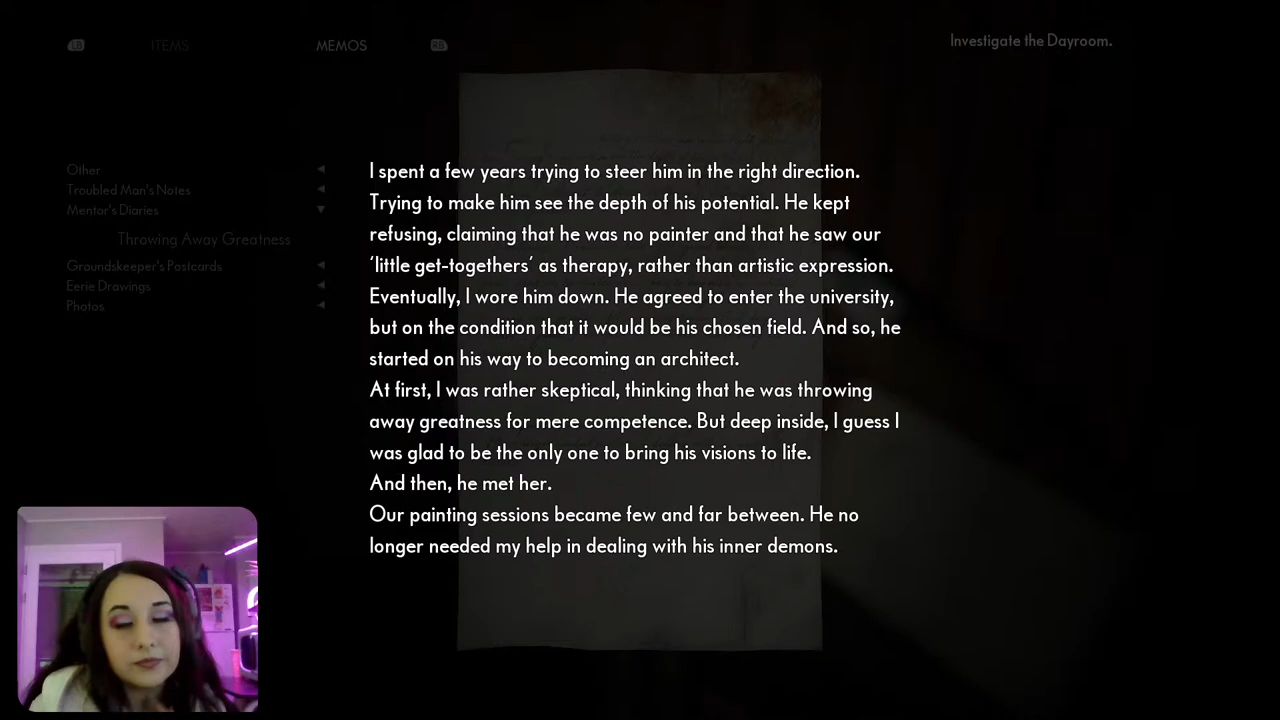 LB
ITEMS
MEMOS
RB
Investigate the Dayroom.
Other
Troubled Man's Notes
Mentor's Diaries
Throwing Away Greatness
Groundskeeper's Postcards
Eerie Drawings
Photos
I spent a few years trying to steer him in the right direction.
Trying to make him see the depth of his potential. He kept
refusing, claiming that he was no painter and that he saw our
'little get-togethers' as therapy, rather than artistic expression.
Eventually, I wore him down. He agreed to enter the university,
but on the condition that it would be his chosen field. And so, he
started on his way to becoming an architect.
At first, I was rather skeptical, thinking that he was throwing
away greatness for mere competence. But deep inside, I guess I
was glad to be the only one to bring his visions to life.
And then, he met her.
Our painting sessions became few and far between. He no
longer needed my help in dealing with his inner demons.